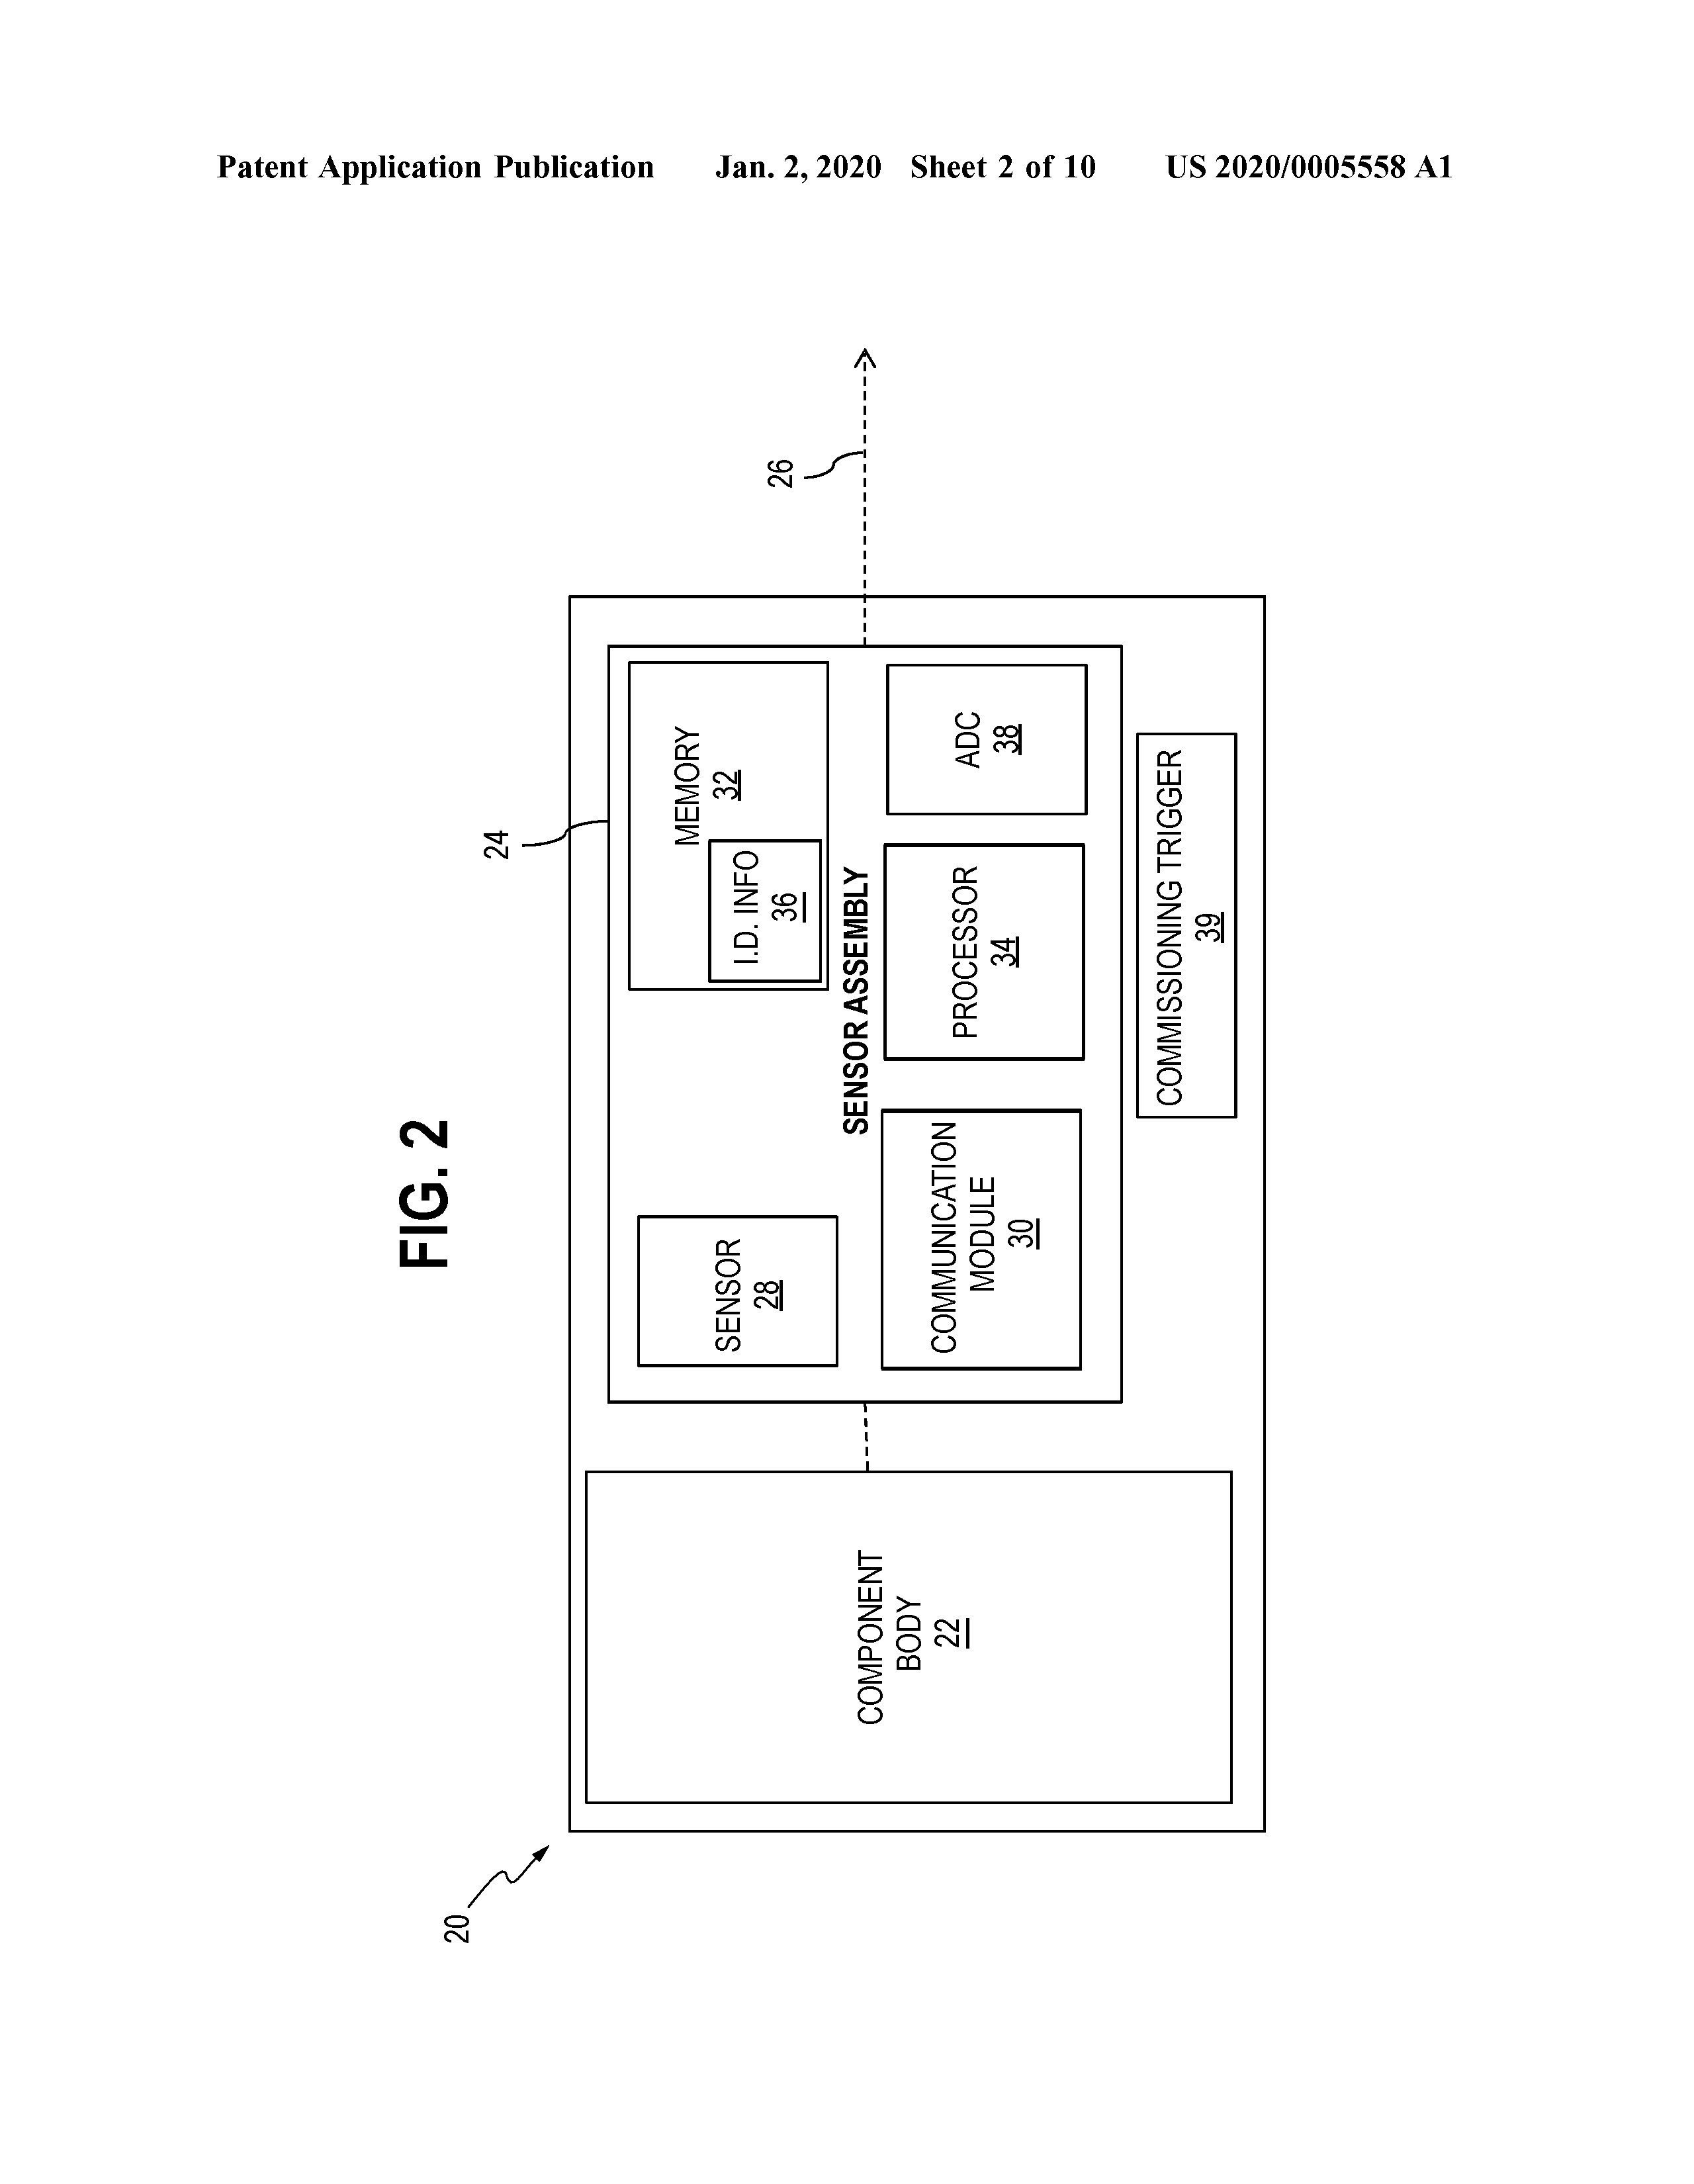 Patent Application Publication Jan. 2, 2020 Sheet 2 of 10 US 2020/0005558 A1
FIG. 2
20
24
26
COMPONENT
BODY
22
SENSOR
28
MEMORY
32
I.D. INFO
36
SENSOR ASSEMBLY
COMMUNICATION
MODULE
30
PROCESSOR
34
ADC
38
COMMISSIONING TRIGGER
39